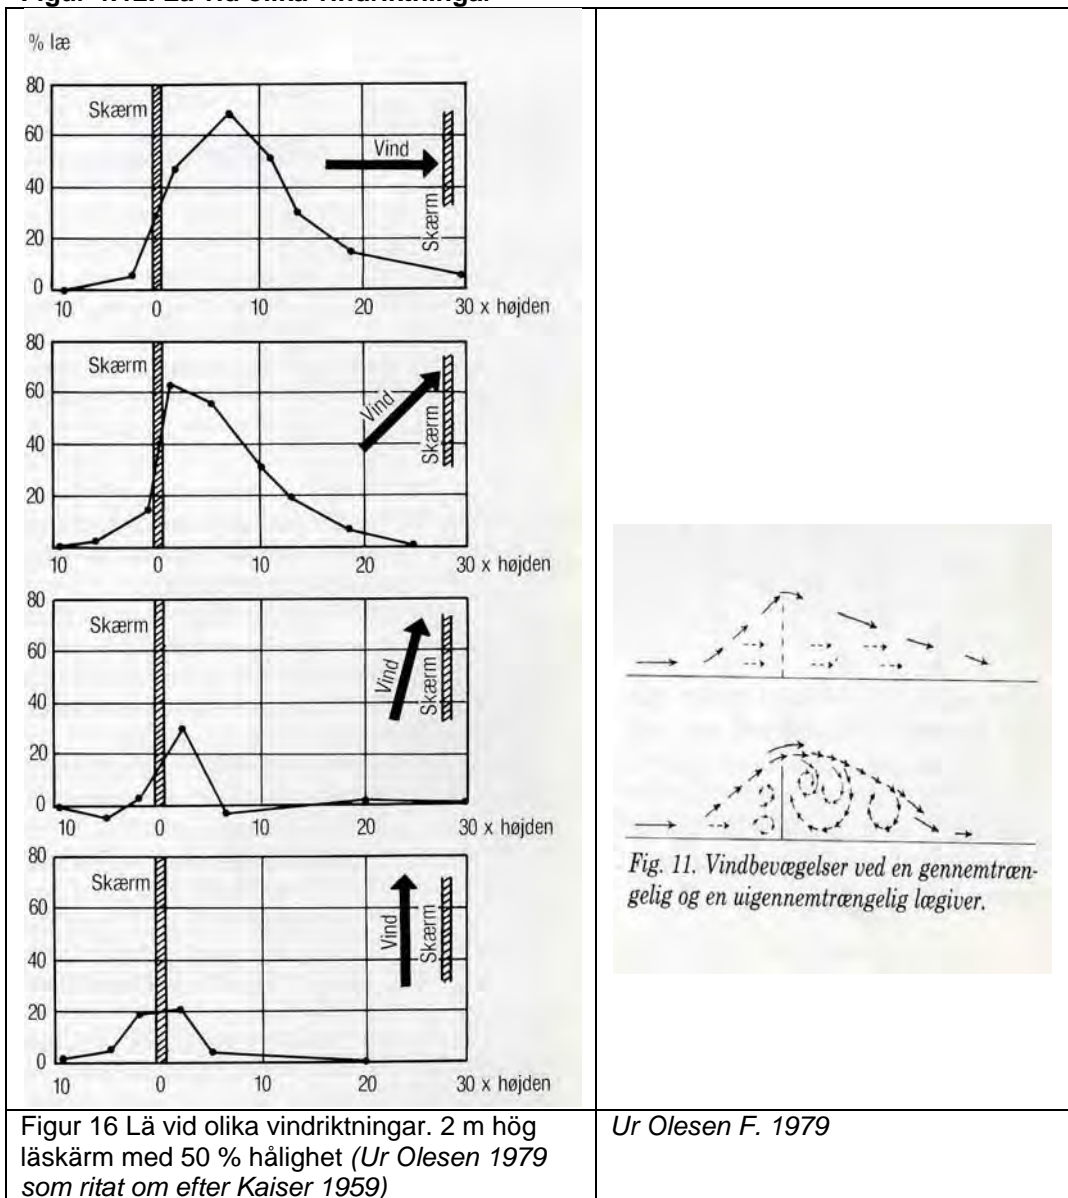 Figur 4.12. Lä vid olika vindriktningar
% læ
80
Skærm
60
Vind
40
Skærm
20
0
10 0 10 20 30 x højden
80
Skærm
60
Vind
40
Skærm
20
10 0 10 20 30 x højden
80
Skærm
60
Vind
40
Skærm
20
0
10 0 10 20 30 x højden
80
Skærm
60
Vind
40
Skærm
20
0
10 0 10 20 30 x højden
Fig. 11. Vindbevægelser ved en gennemtræn-
gelig og en uigennemtrængelig lægiver.
Figur 16 Lä vid olika vindriktningar. 2 m hög
läskärm med 50 % hålighet (Ur Olesen 1979
som ritat om efter Kaiser 1959)
Ur Olesen F. 1979